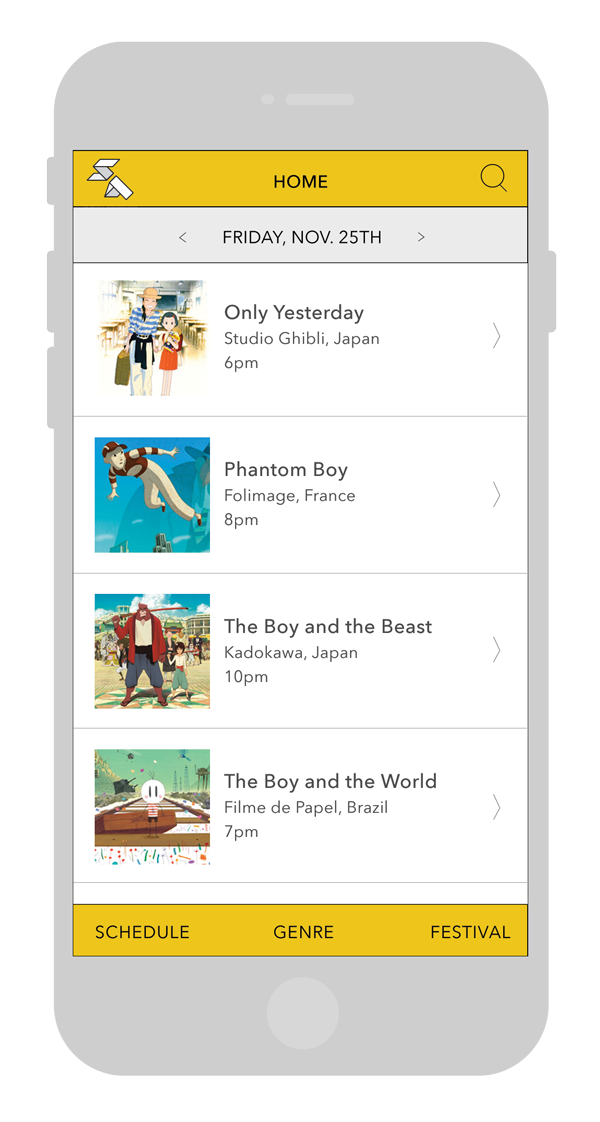 HOME
< FRIDAY, NOV. 25TH >
Only Yesterday
Studio Ghibli, Japan
6pm
Phantom Boy
Folimage, France
8pm
The Boy and the Beast
Kadokawa, Japan
10pm
The Boy and the World
Filme de Papel, Brazil
7pm
SCHEDULE GENRE FESTIVAL